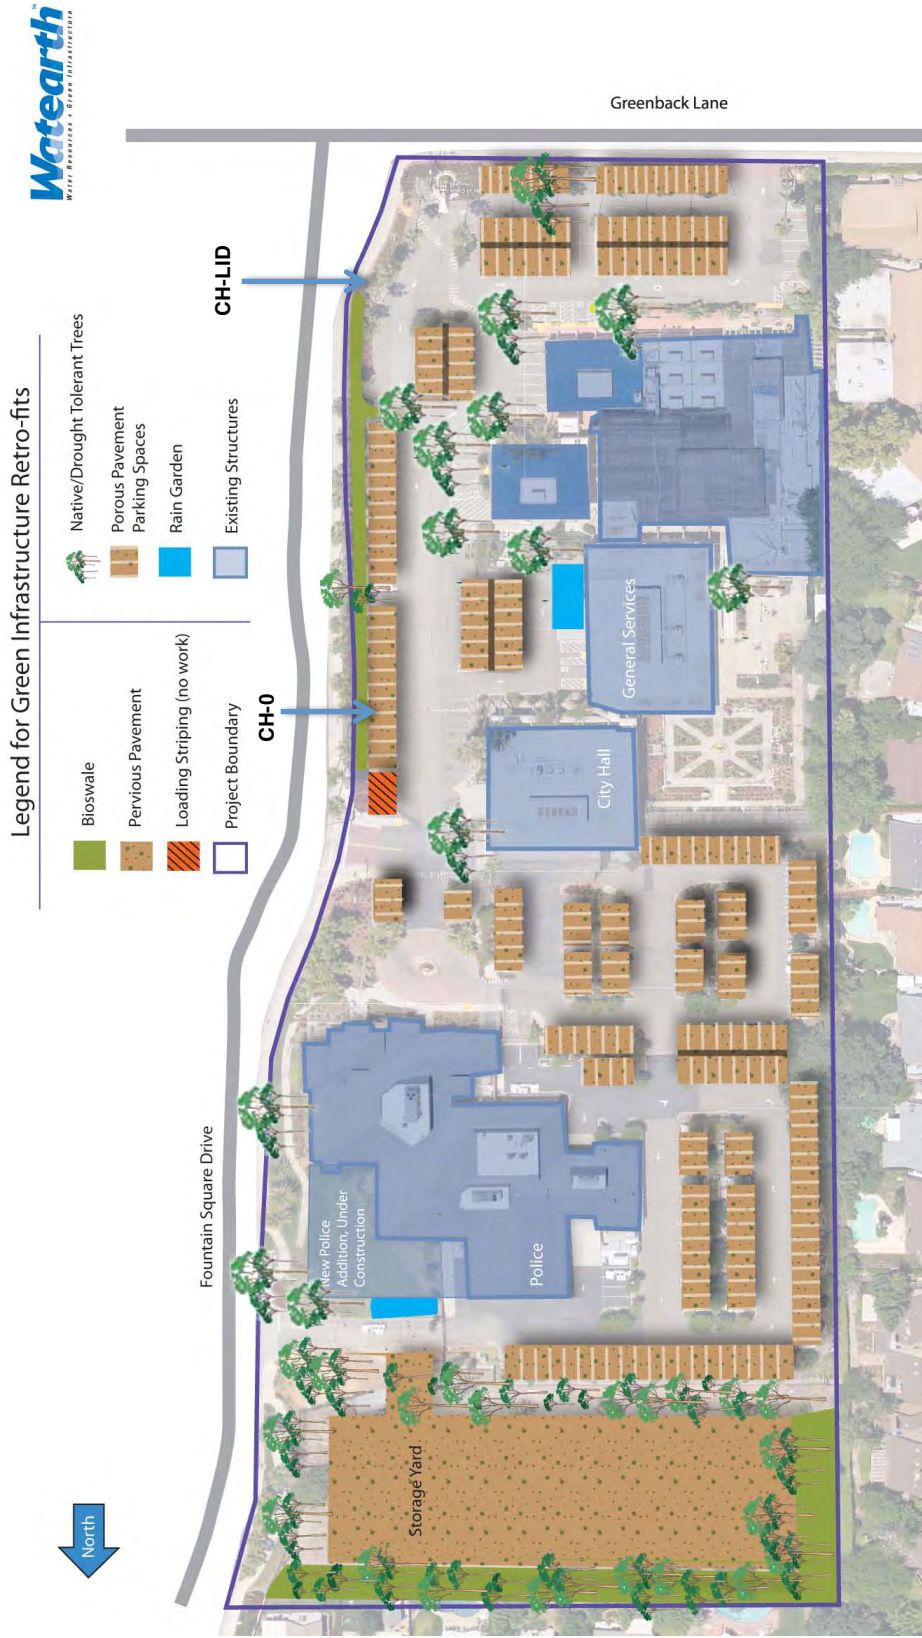 Watearth™
Water Resources + Green Infrastructure
Legend for Green Infrastructure Retro-fits
Bioswale
Pervious Pavement
Loading Striping (no work)
Project Boundary
Native/Drought Tolerant Trees
Porous Pavement
Parking Spaces
Rain Garden
Existing Structures
North
Greenback Lane
Fountain Square Drive
CH-LID
CH-0
General Services
City Hall
New Police
Addition, Under
Construction
Police
Storage Yard